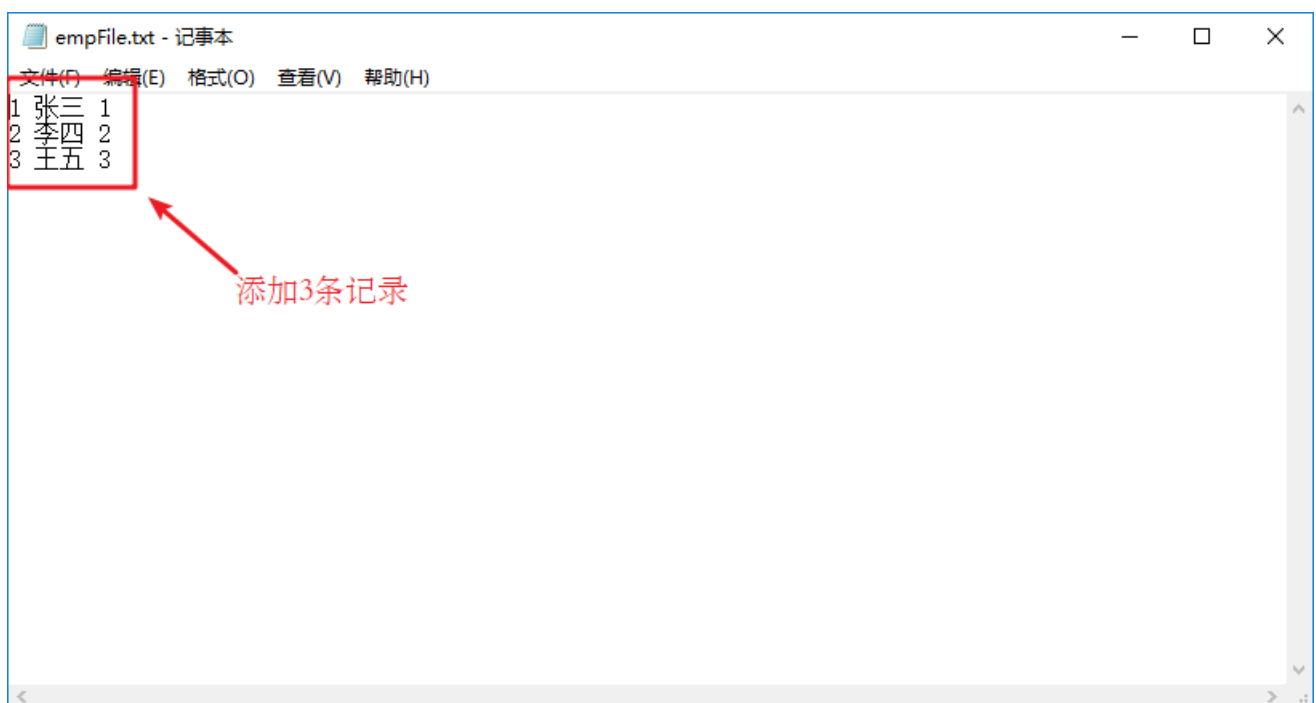 empFile.txt - 记事本
文件(F) 编辑(E) 格式(O) 查看(V) 帮助(H)
1 张三 1
2 李四 2
3 王五 3
添加3条记录